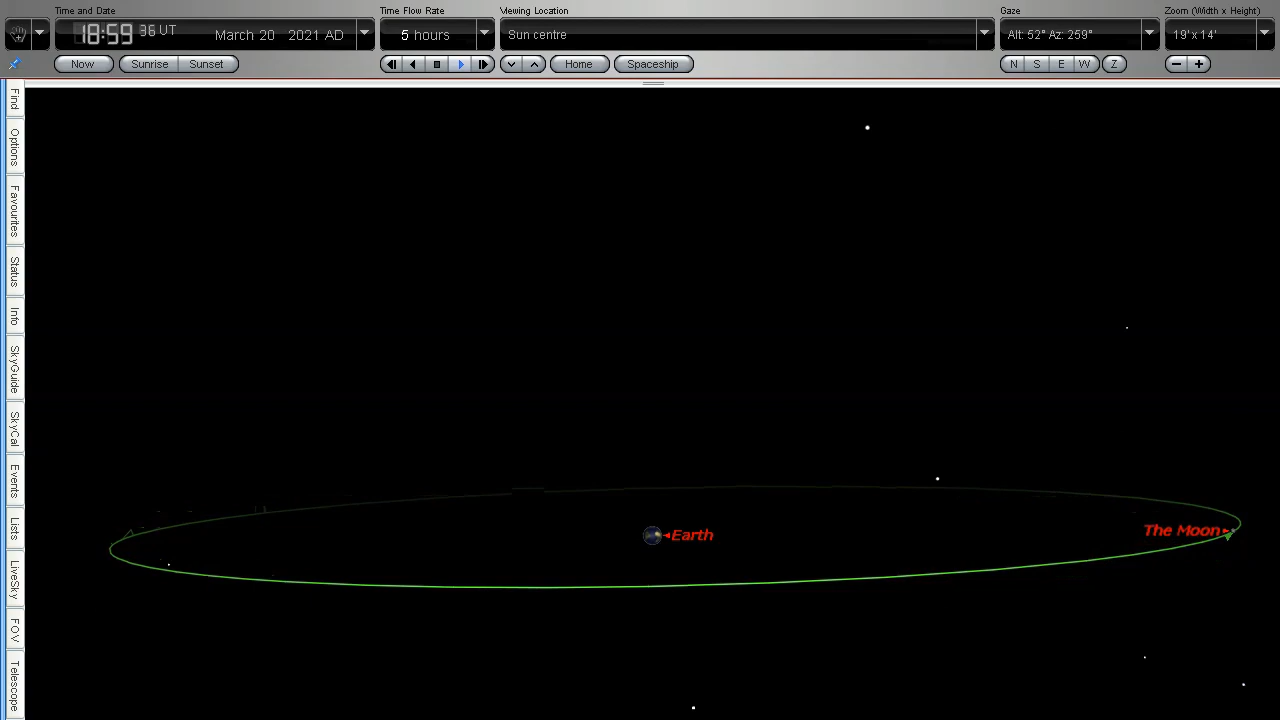 Time and Date
Time Flow Rate
Viewing Location
Gaze
Zoom (Width x Height)
18:59 36 UT March 20 2021 AD
5 hours
Sun centre
Alt: 52° Az: 259°
19' x 14'
Now
Sunrise
Sunset
Home
Spaceship
N
S
E
W
Z
Find
Options
Favourites
Status
Info
SkyGuide
SkyCal
Events
Lists
LiveSky
FOV
Telescope
Earth
The Moon